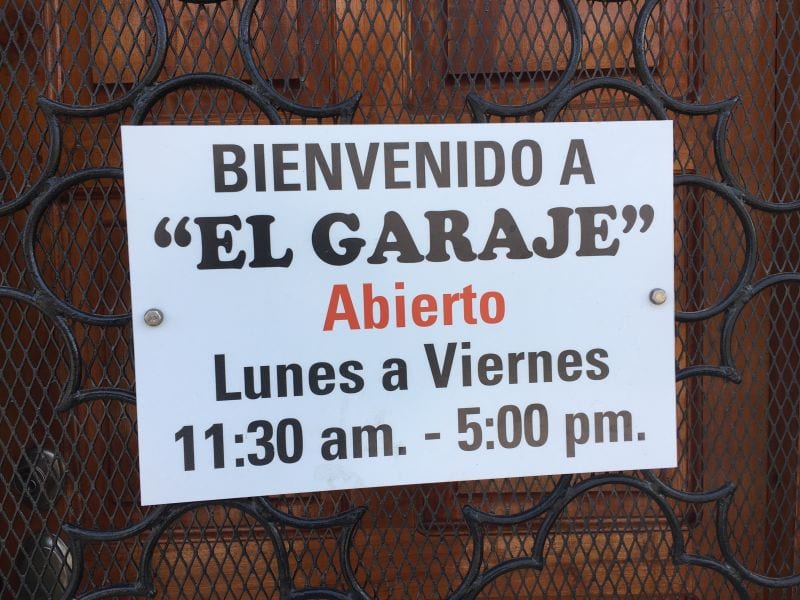 BIENVENIDO A
“EL GARAJE”
Abierto
Lunes a Viernes
11:30 am. - 5:00 pm.